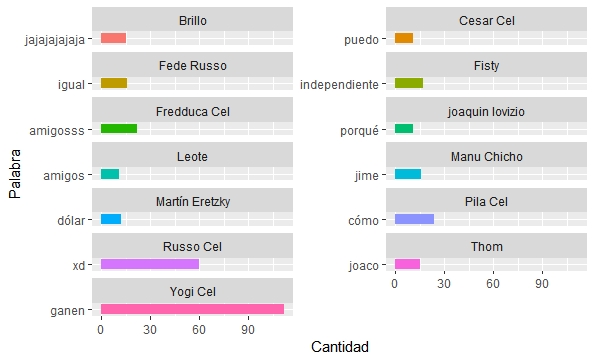 Brillo
jajajajajaja
Cesar Cel
puedo
Fede Russo
igual
Fisty
independiente
Fredduca Cel
amigosss
joaquin lovizio
porqué
Leote
amigos
Manu Chicho
jime
Martín Eretzky
dólar
Pila Cel
cómo
Russo Cel
xd
Thom
joaco
Yogi Cel
ganen
0 30 60 90
0 30 60 90
Palabra
Cantidad